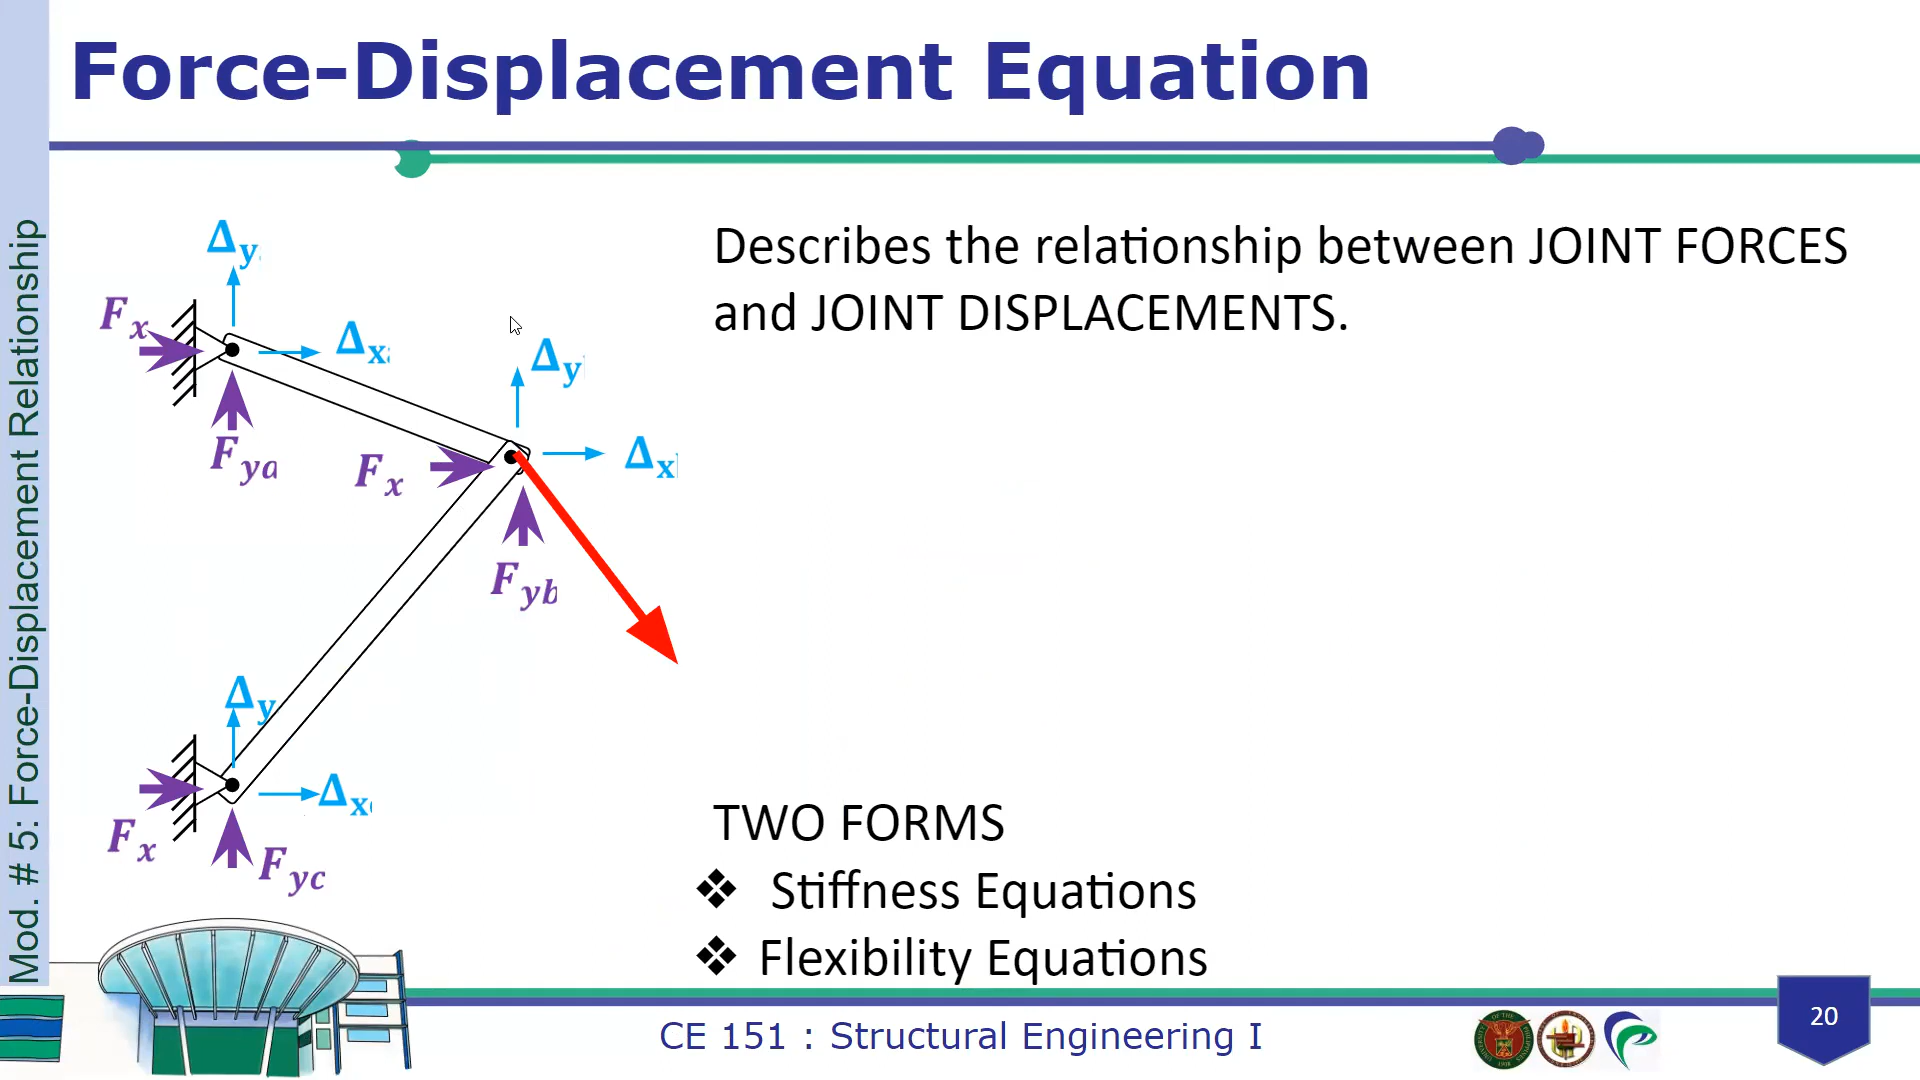 Force-Displacement Equation
Mod. # 5: Force-Displacement Relationship
Describes the relationship between JOINT FORCES
and JOINT DISPLACEMENTS.
Δy
Fx
Δx
Δy
Fya
Fx
Δx
Fyb
Δy
Δx
Fx
Fyc
TWO FORMS
❖ Stiffness Equations
❖ Flexibility Equations
CE 151 : Structural Engineering I
20